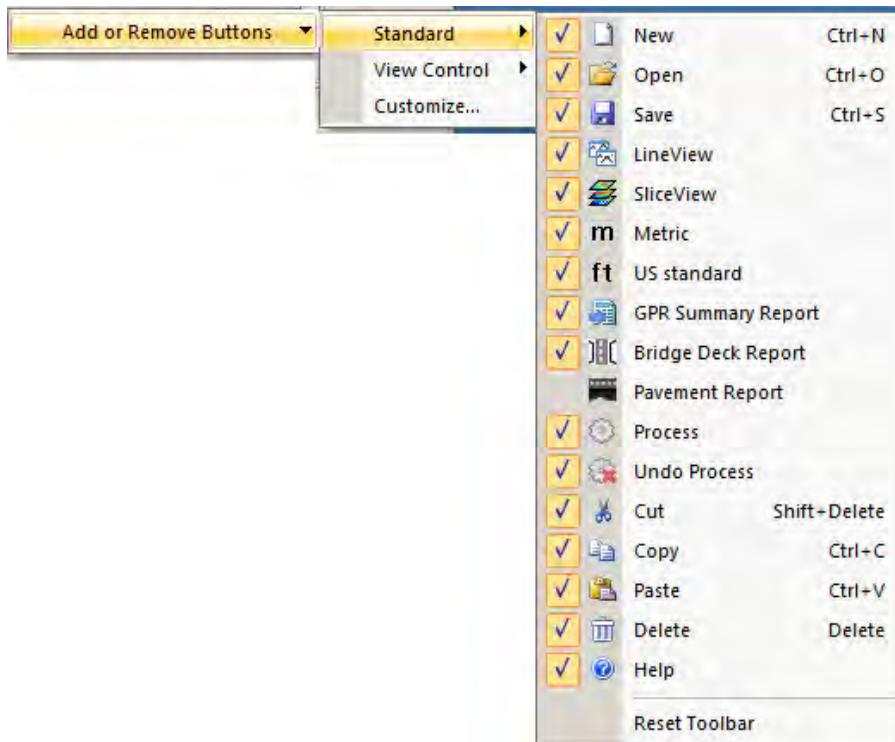 Add or Remove Buttons
Standard
View Control
Customize...
New Ctrl+N
Open Ctrl+O
Save Ctrl+S
LineView
SliceView
m Metric
ft US standard
GPR Summary Report
Bridge Deck Report
Pavement Report
Process
Undo Process
Cut Shift+Delete
Copy Ctrl+C
Paste Ctrl+V
Delete Delete
Help
Reset Toolbar